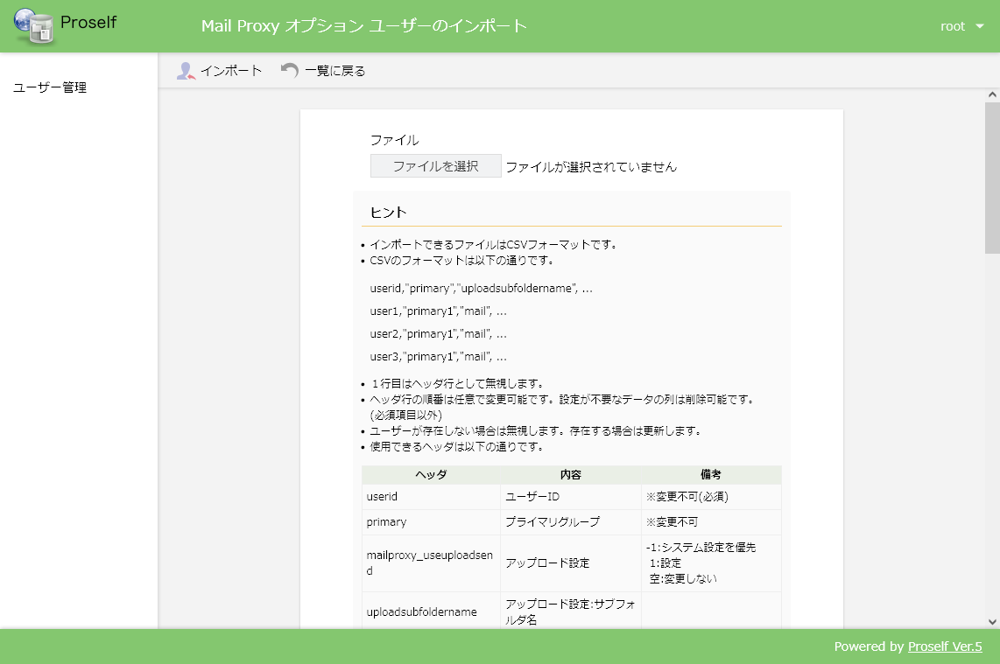 Proself
Mail Proxy オプション ユーザーのインポート
root
ユーザー管理
インポート 一覧に戻る
ファイル
ファイルを選択 ファイルが選択されていません
ヒント
• インポートできるファイルはCSVフォーマットです。
• CSVのフォーマットは以下の通りです。
userid,"primary","uploadsubfoldername", ...
user1,"primary1","mail", ...
user2,"primary1","mail", ...
user3,"primary1","mail", ...
• １行目はヘッダ行として無視します。
• ヘッダ行の順番は任意で変更可能です。設定が不要なデータの列は削除可能です。
(必須項目以外)
• ユーザーが存在しない場合は無視します。存在する場合は更新します。
• 使用できるヘッダは以下の通りです。
ヘッダ 内容 備考
userid ユーザーID ※変更不可(必須)
primary プライマリグループ ※変更不可
mailproxy_useuploadsen
d
アップロード設定
-1:システム設定を優先
1:設定
空:変更しない
uploadsubfoldername
アップロード設定:サブフォ
ルダ名
Powered by Proself Ver.5